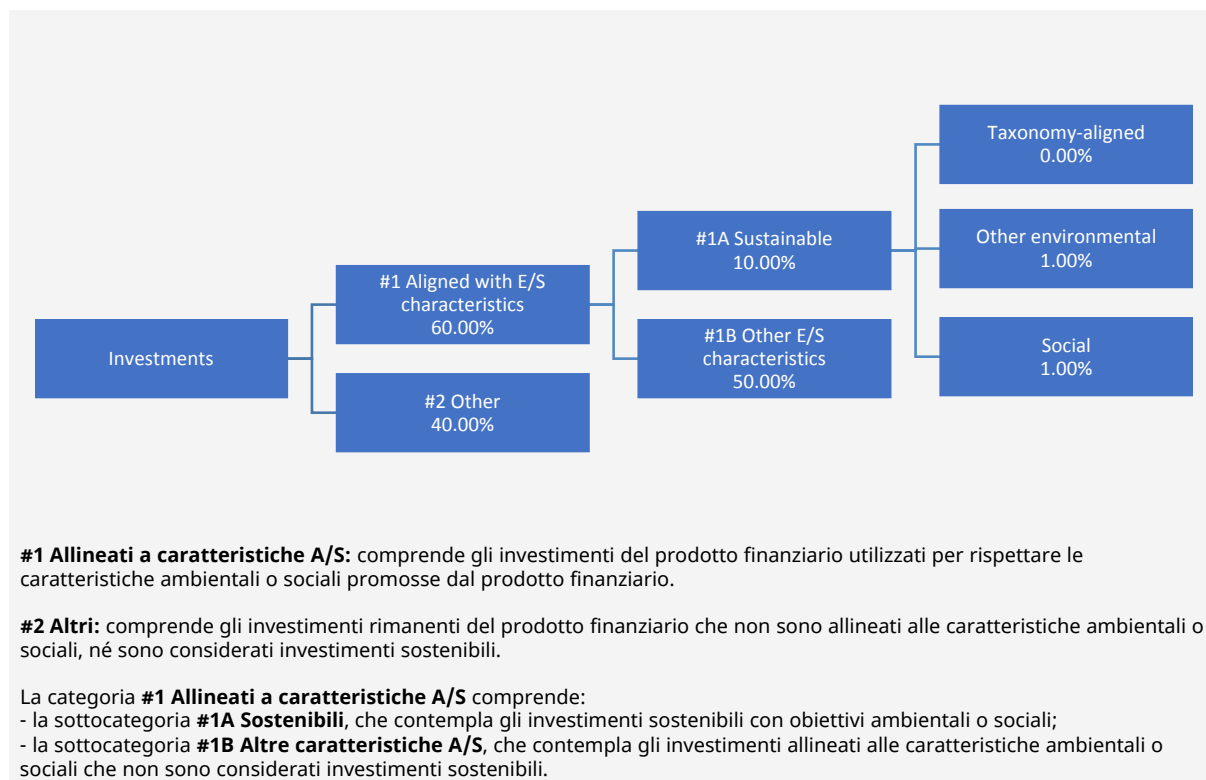 Investments
#1 Aligned with E/S
characteristics
60.00%
#2 Other
40.00%
#1A Sustainable
10.00%
#1B Other E/S
characteristics
50.00%
Taxonomy-aligned
0.00%
Other environmental
1.00%
Social
1.00%
#1 Allineati a caratteristiche A/S: comprende gli investimenti del prodotto finanziario utilizzati per rispettare le
caratteristiche ambientali o sociali promosse dal prodotto finanziario.
#2 Altri: comprende gli investimenti rimanenti del prodotto finanziario che non sono allineati alle caratteristiche ambientali o
sociali, né sono considerati investimenti sostenibili.
La categoria #1 Allineati a caratteristiche A/S comprende:
- la sottocategoria #1A Sostenibili, che contempla gli investimenti sostenibili con obiettivi ambientali o sociali;
- la sottocategoria #1B Altre caratteristiche A/S, che contempla gli investimenti allineati alle caratteristiche ambientali o
sociali che non sono considerati investimenti sostenibili.